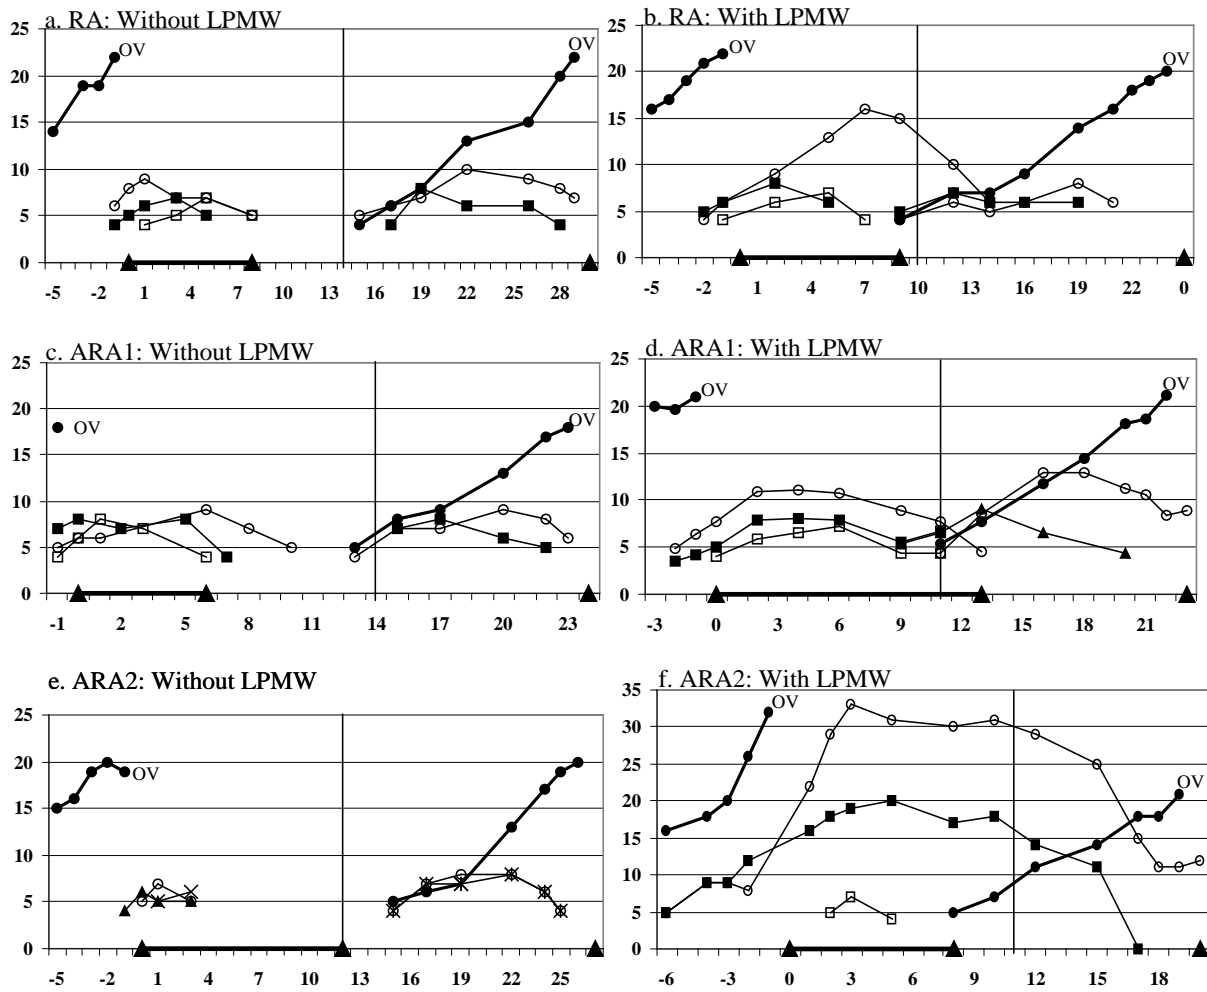 a. RA: Without LPMW
25
20
15
10
5
0
OV
OV
-5 -2 1 4 7 10 13 16 19 22 25 28
b. RA: With LPMW
25
20
15
10
5
0
OV
OV
-5 -2 1 4 7 10 13 16 19 22 0
c. ARA1: Without LPMW
25
20
15
10
5
0
OV
OV
-1 2 5 8 11 14 17 20 23
d. ARA1: With LPMW
25
20
15
10
5
0
OV
OV
-3 0 3 6 9 12 15 18 21
e. ARA2: Without LPMW
25
20
15
10
5
0
OV
-5 -2 1 4 7 10 13 16 19 22 25
f. ARA2: With LPMW
35
30
25
20
15
10
5
0
OV
OV
-6 -3 0 3 6 9 12 15 18